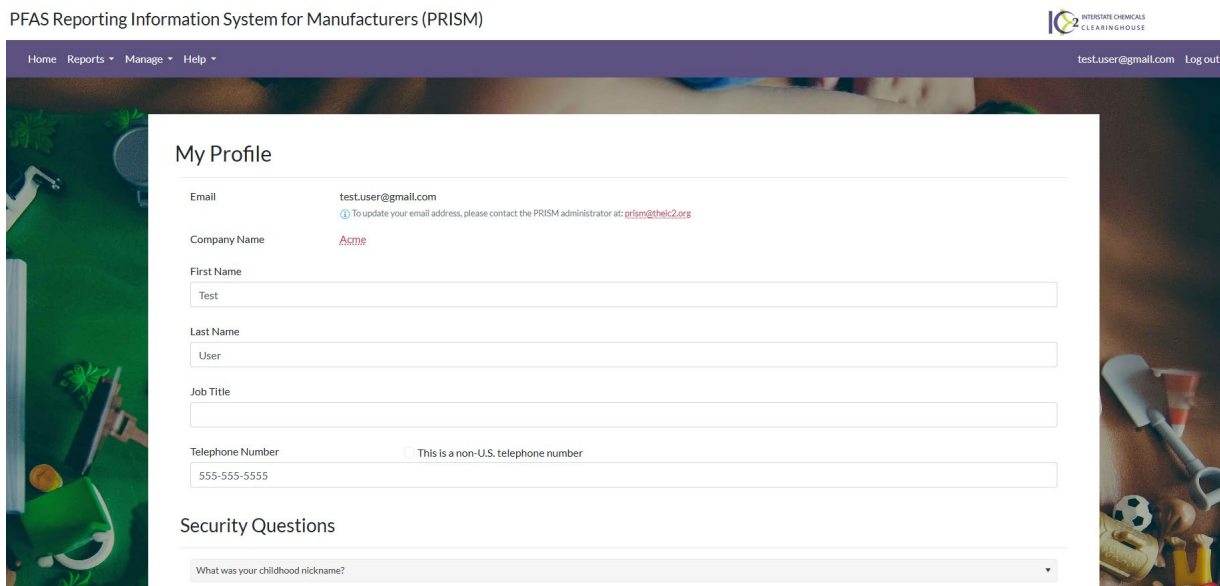 PFAS Reporting Information System for Manufacturers (PRISM)
IC2 INTERSTATE CHEMICALS
CLEARINGHOUSE
Home Reports Manage Help test.user@gmail.com Log out
My Profile
Email test.user@gmail.com
To update your email address, please contact the PRISM administrator at: prism@theic2.org
Company Name Acme
First Name
Test
Last Name
User
Job Title
Telephone Number This is a non-U.S. telephone number
555-555-5555
Security Questions
What was your childhood nickname?